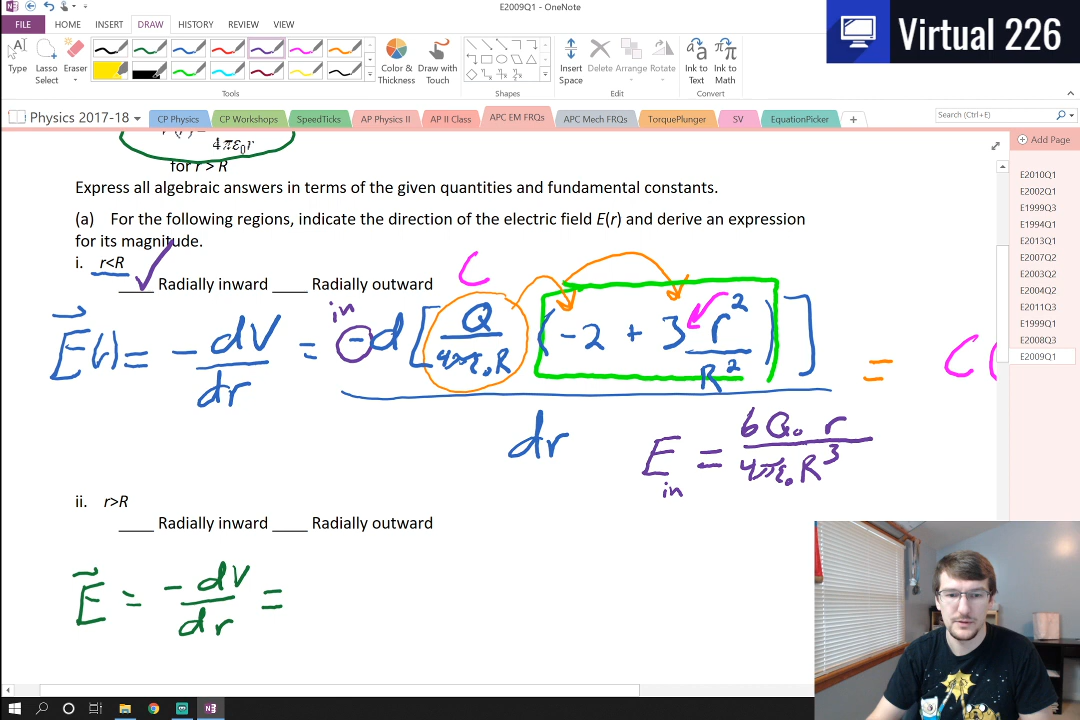 E2009Q1 - OneNote
Virtual 226
FILE HOME INSERT DRAW HISTORY REVIEW VIEW
Type Lasso Select Eraser Color & Thickness Draw with Touch Insert Space Delete Arrange Rotate Ink to Text Ink to Math
Tools Shapes Edit Convert
Physics 2017-18 CP Physics CP Workshops SpeedTicks AP Physics II AP II Class APC EM FRQs APC Mech FRQs TorquePlunger SV EquationPicker Search (Ctrl+E)
Add Page
E2010Q1
E2002Q1
E1999Q3
E1994Q1
E2013Q1
E2007Q2
E2003Q2
E2004Q2
E2011Q3
E1999Q1
E2008Q3
E2009Q1
4πε₀r
for r > R
Express all algebraic answers in terms of the given quantities and fundamental constants.
(a) For the following regions, indicate the direction of the electric field E(r) and derive an expression
for its magnitude.
i. r<R
____ Radially inward ____ Radially outward
C
in
E(r) = -dV/dr = -d[Q/4πε₀R (-2 + 3 r²/R²)]/dr = C(
E in = 6Q₀ r/4πε₀R³
ii. r>R
____ Radially inward ____ Radially outward
E = -dV/dr =